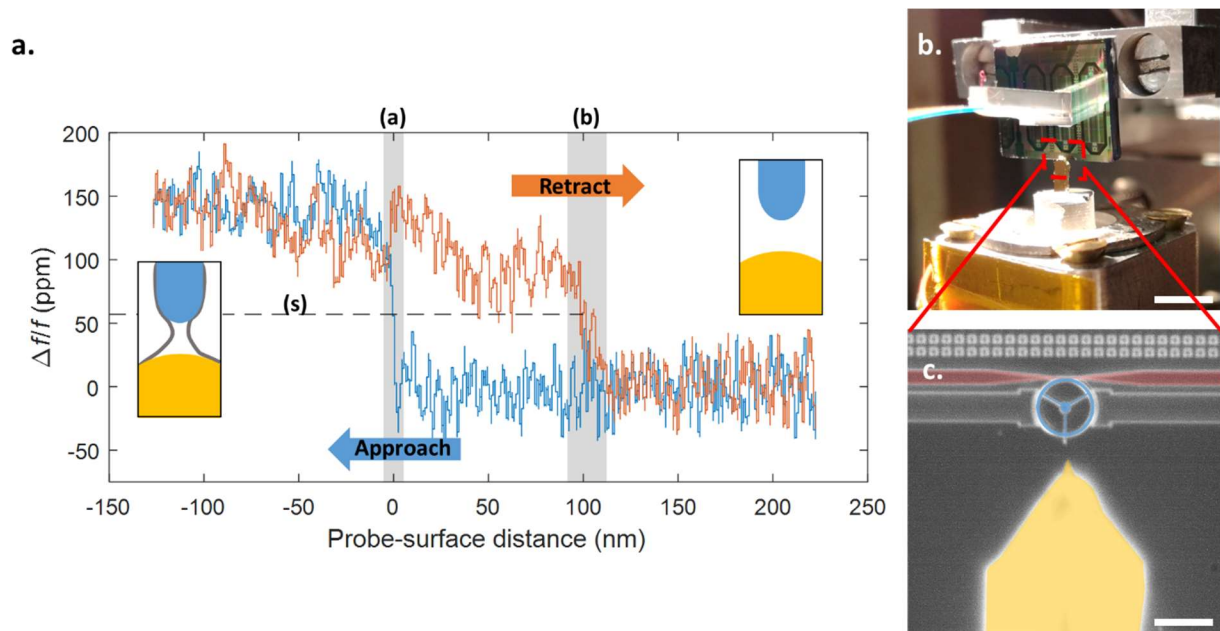 a.
(a)
(b)
200
150
100
50
0
-50
Δf/f (ppm)
Retract
(s)
Approach
-150
-100
-50
0
50
100
150
200
250
Probe-surface distance (nm)
b.
c.